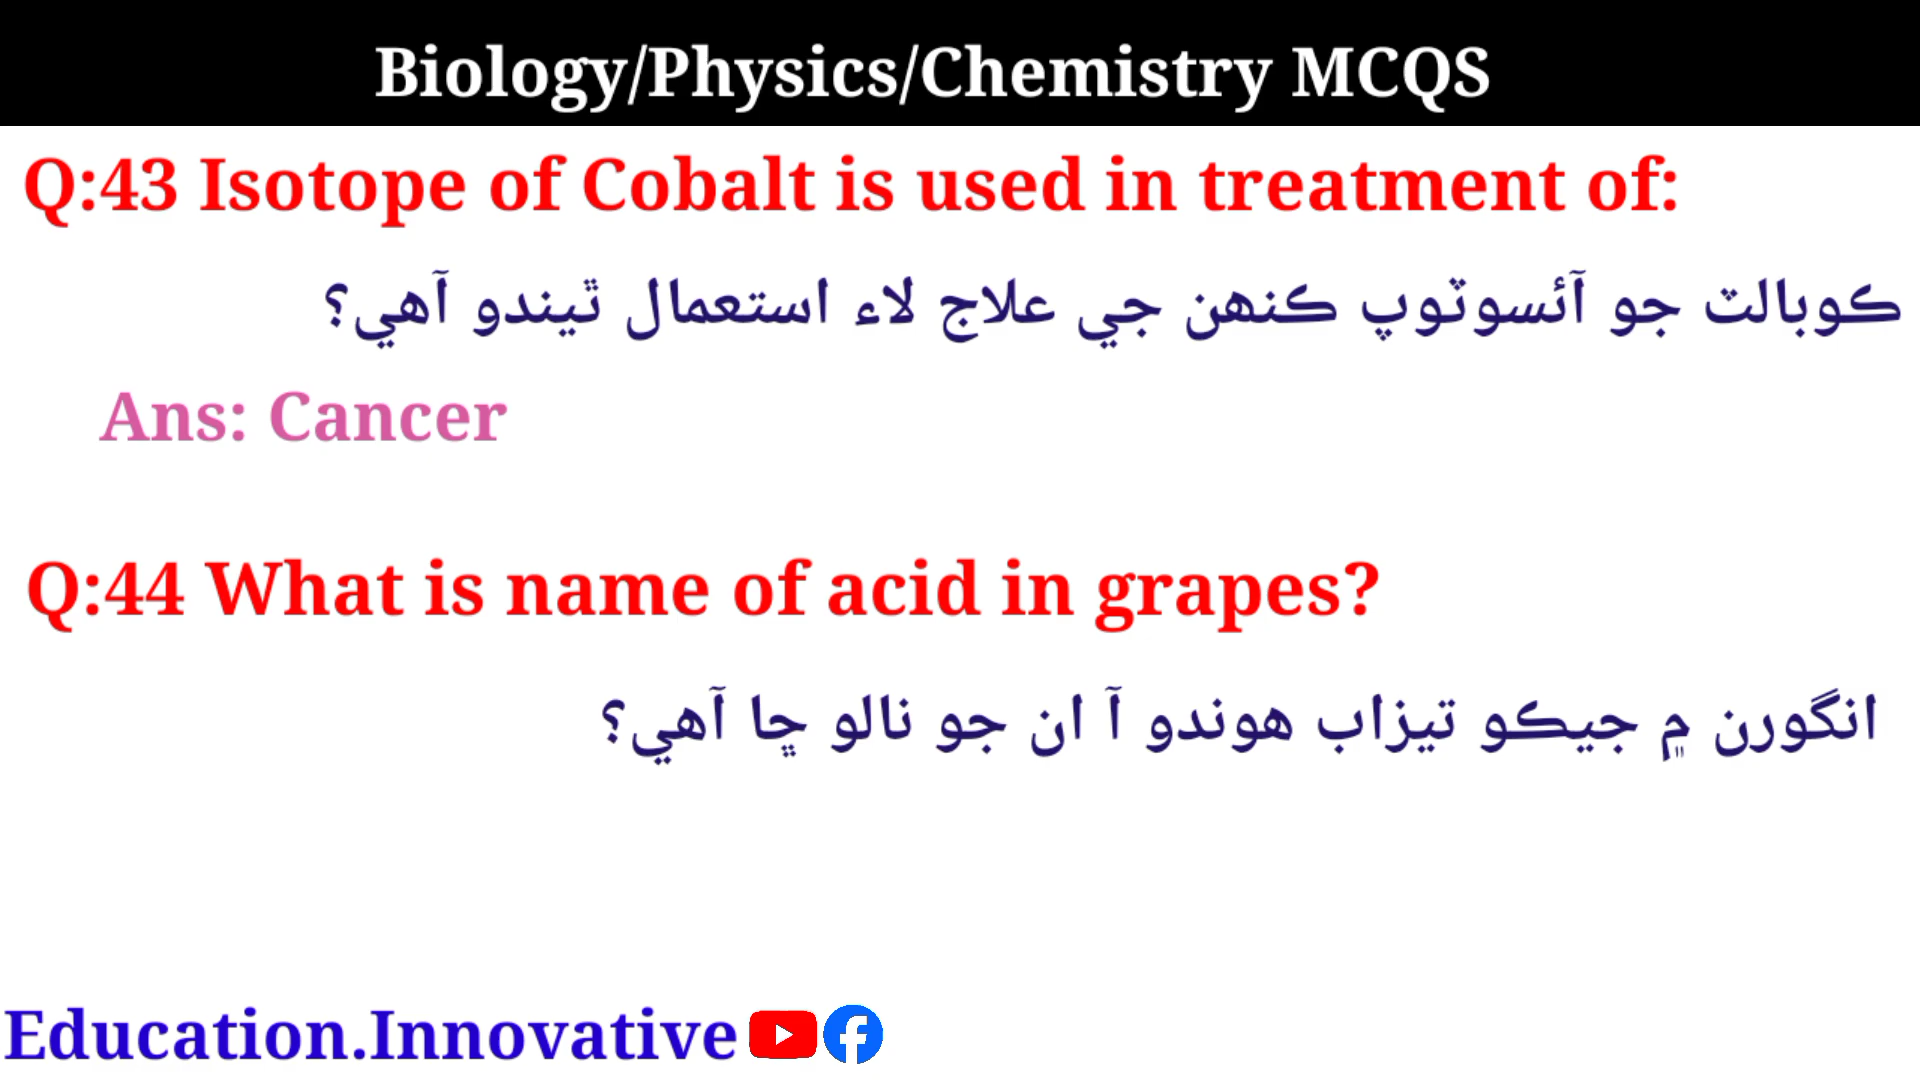 Biology/Physics/Chemistry MCQS
Q:43 Isotope of Cobalt is used in treatment of:
ڪوبالٽ جو آئسوٽوپ ڪنهن جي علاج لاء استعمال ٿيندو آهي؟
Ans: Cancer
Q:44 What is name of acid in grapes?
انگورن ۾ جيڪو تيزاب هوندو آ ان جو نالو ڇا آهي؟
Education.Innovative